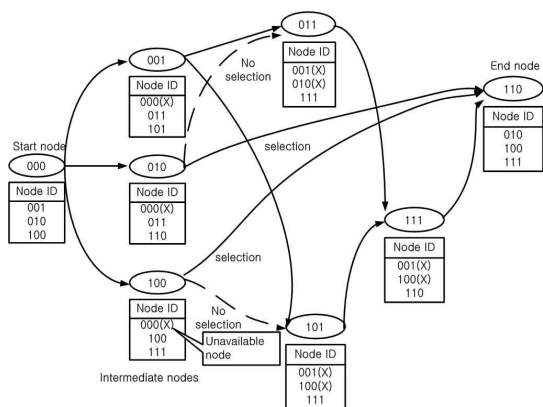 011
No
selection
Node ID
001(X)
010(X)
111
001
Node ID
000(X)
011
101
End node
110
Node ID
010
100
111
Start node
000
Node ID
001
010
100
010
selection
Node ID
000(X)
011
110
111
Node ID
001(X)
100(X)
110
selection
100
No
selection
Node ID
000(X)
100
111
Unavailable
node
101
Node ID
001(X)
100(X)
111
Intermediate nodes